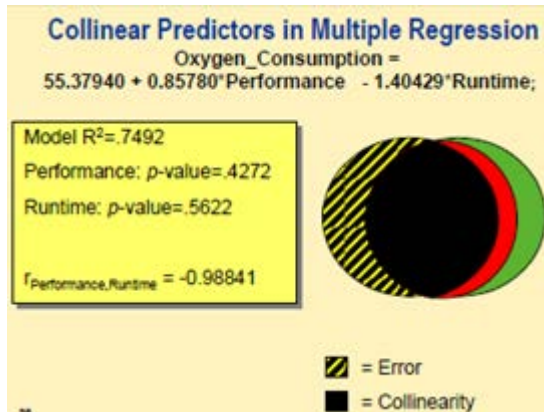 Collinear Predictors in Multiple Regression
Oxygen_Consumption =
55.37940 + 0.85780*Performance - 1.40429*Runtime;
Model R²=.7492
Performance: p-value=.4272
Runtime: p-value=.5622
r Performance,Runtime = -0.98841
= Error
= Collinearity